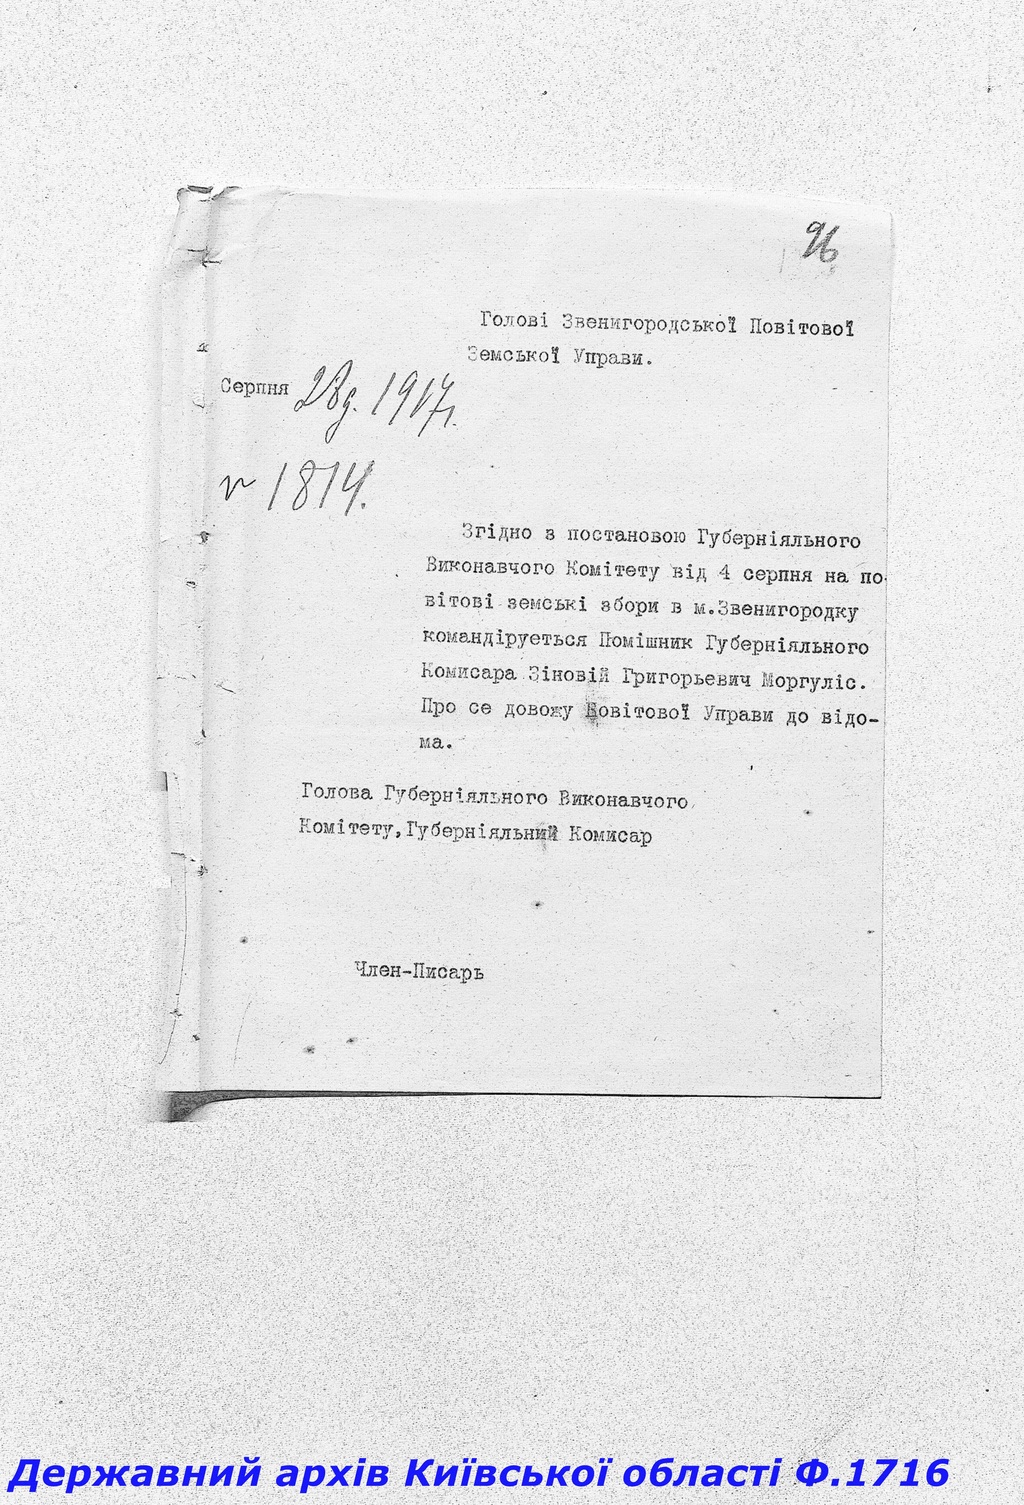 96
Голові Звенигородської Повітової
Земської Управи.
Серпня 28д. 1917г.
№ 1814.
Згідно з постановою Губерніяльного
Виконавчого Комітету від 4 серпня на по-
вітові земські збори в м.Звенигородку
командірується Помішник Губерніяльного
Комисара Зіновій Григорьевич Моргуліс.
Про се довожу Повітової Управи до відо-
ма.
Голова Губерніяльного Виконавчого
Комітету,Губерніяльний Комисар
Член-Писарь
Державний архів Київської області Ф.1716